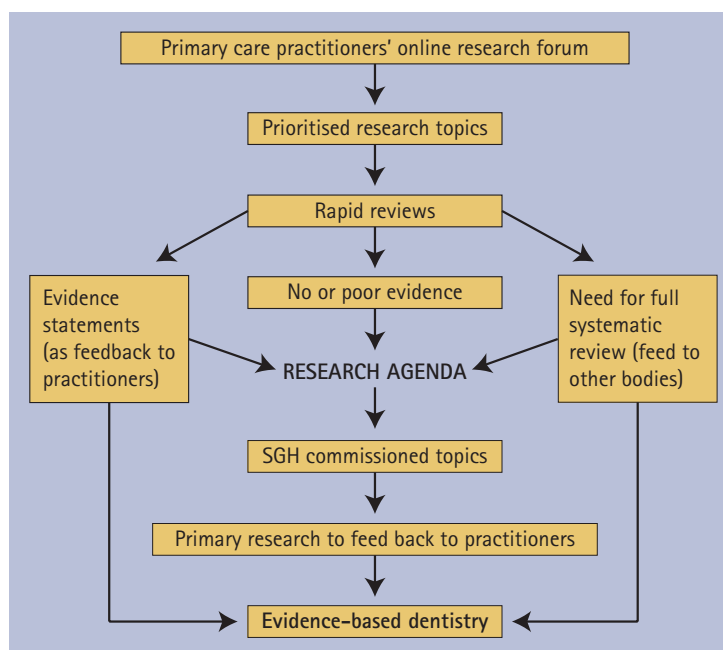 Primary care practitioners' online research forum
Prioritised research topics
Rapid reviews
Evidence
statements
(as feedback to
practitioners)
No or poor evidence
Need for full
systematic
review (feed to
other bodies)
RESEARCH AGENDA
SGH commissioned topics
Primary research to feed back to practitioners
Evidence-based dentistry